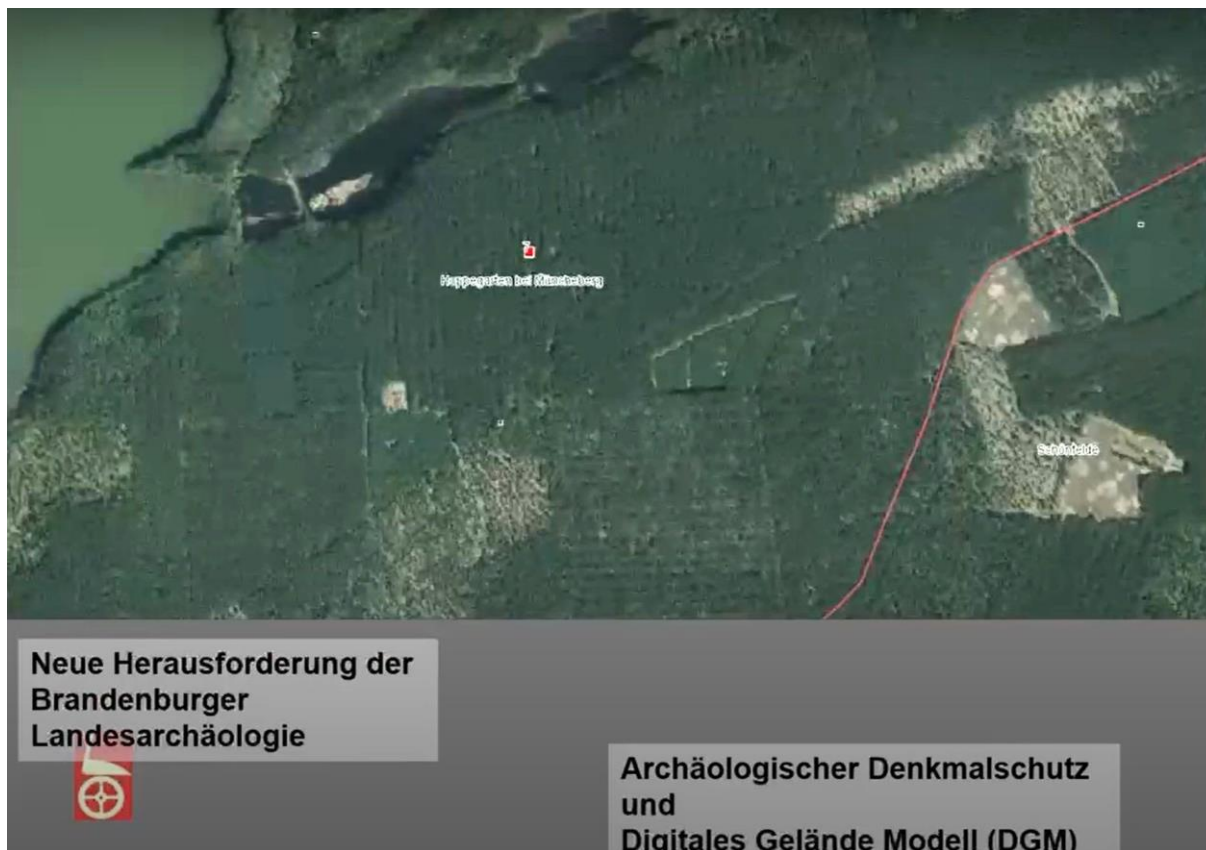 Hoppegarten bei Müncheberg
Schönfelde
Neue Herausforderung der
Brandenburger
Landesarchäologie
Archäologischer Denkmalschutz
und
Digitales Gelände Modell (DGM)